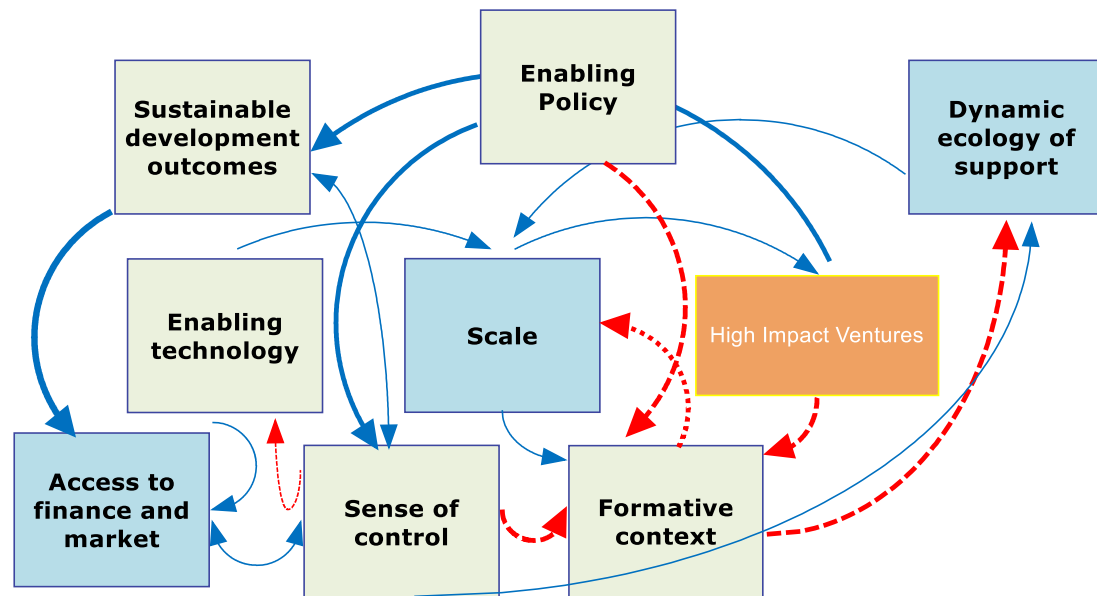 Enabling
Policy
Sustainable
development
outcomes
Dynamic
ecology of
support
Enabling
technology
Scale
High Impact Ventures
Access to
finance and
market
Sense of
control
Formative
context